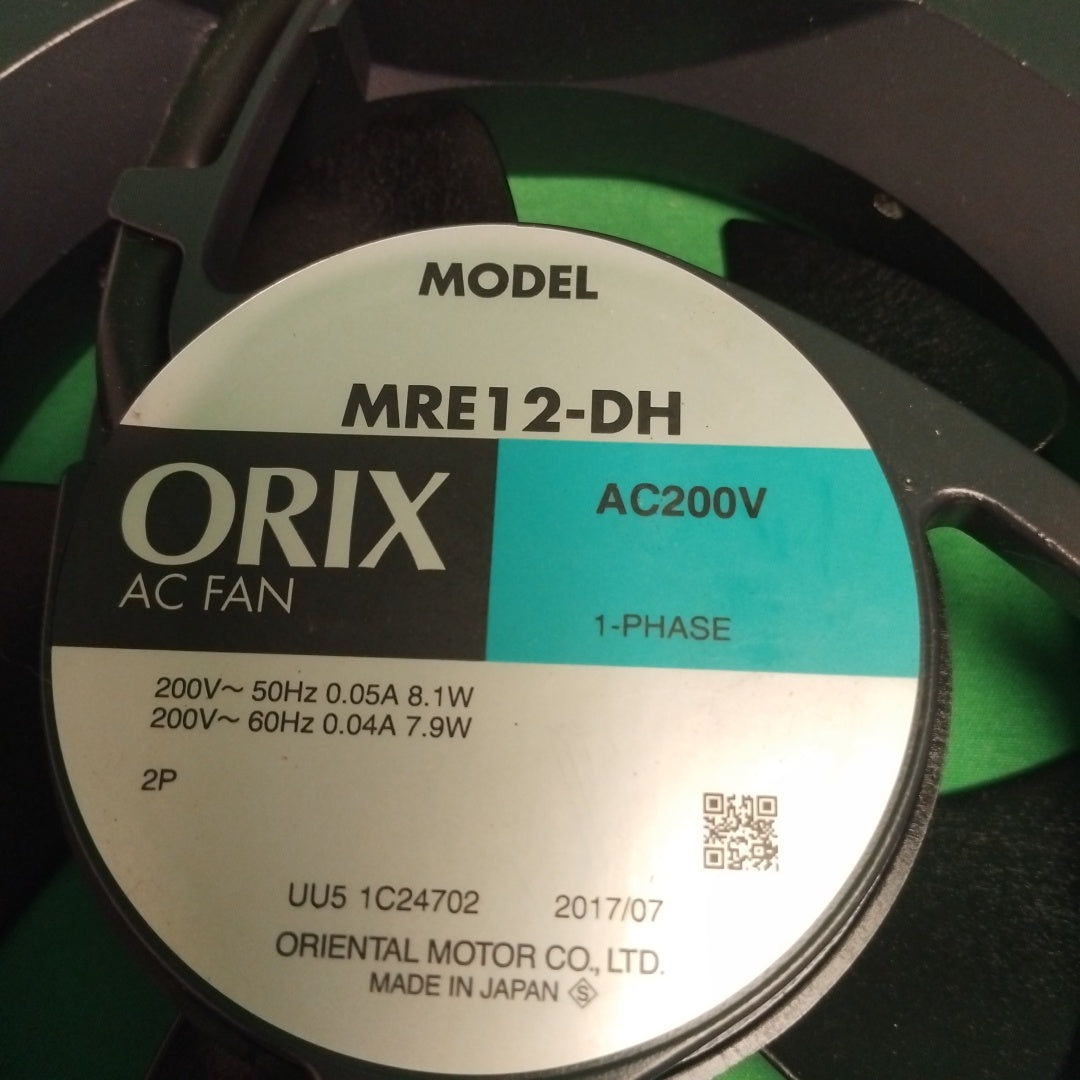 MODEL
MRE12-DH
ORIX
AC FAN
AC200V
1-PHASE
200V~ 50Hz 0.05A 8.1W
200V~ 60Hz 0.04A 7.9W
2P
UU5 1C24702 2017/07
ORIENTAL MOTOR CO., LTD.
MADE IN JAPAN S